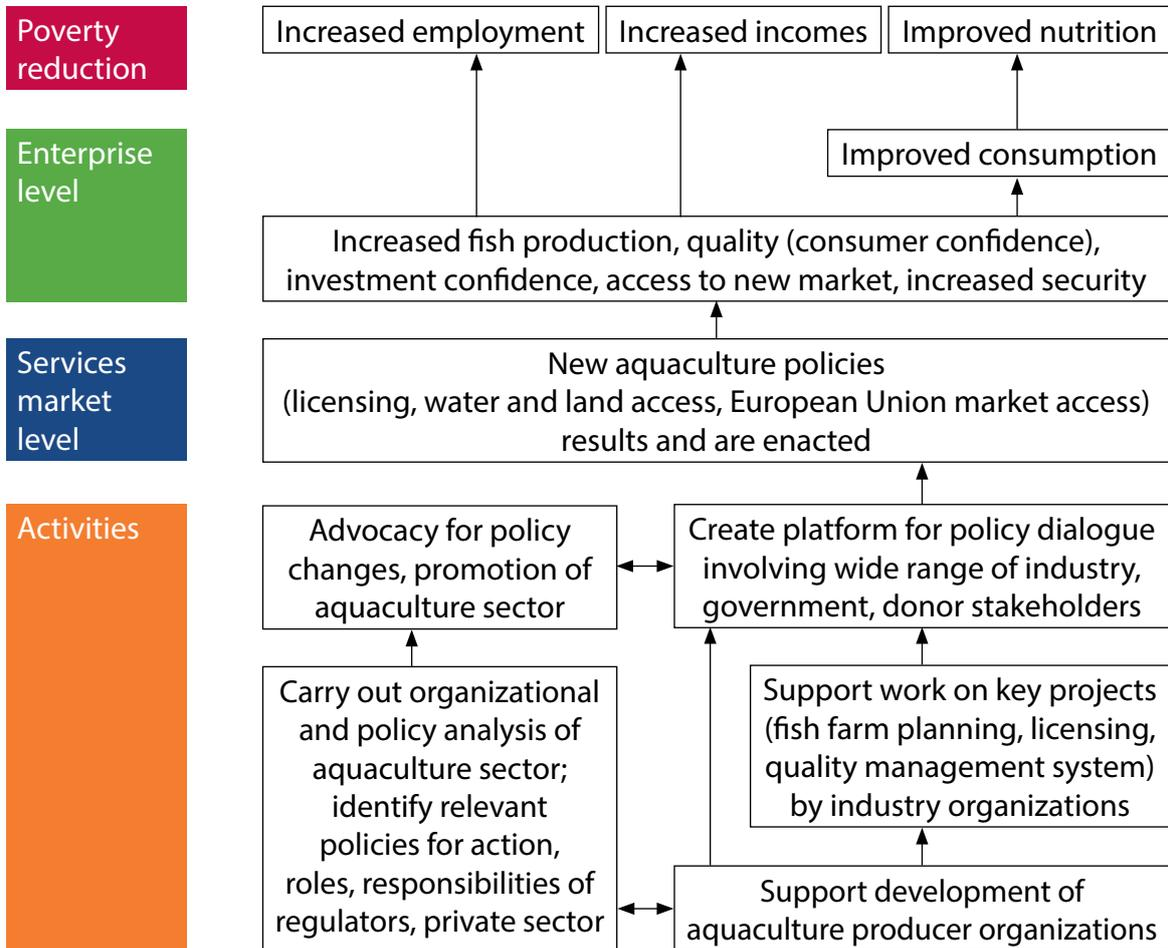 Poverty
reduction
Increased employment
Increased incomes
Improved nutrition
Enterprise
level
Improved consumption
Increased fish production, quality (consumer confidence),
investment confidence, access to new market, increased security
Services
market
level
New aquaculture policies
(licensing, water and land access, European Union market access)
results and are enacted
Activities
Advocacy for policy
changes, promotion of
aquaculture sector
Create platform for policy dialogue
involving wide range of industry,
government, donor stakeholders
Carry out organizational
and policy analysis of
aquaculture sector;
identify relevant
policies for action,
roles, responsibilities of
regulators, private sector
Support work on key projects
(fish farm planning, licensing,
quality management system)
by industry organizations
Support development of
aquaculture producer organizations